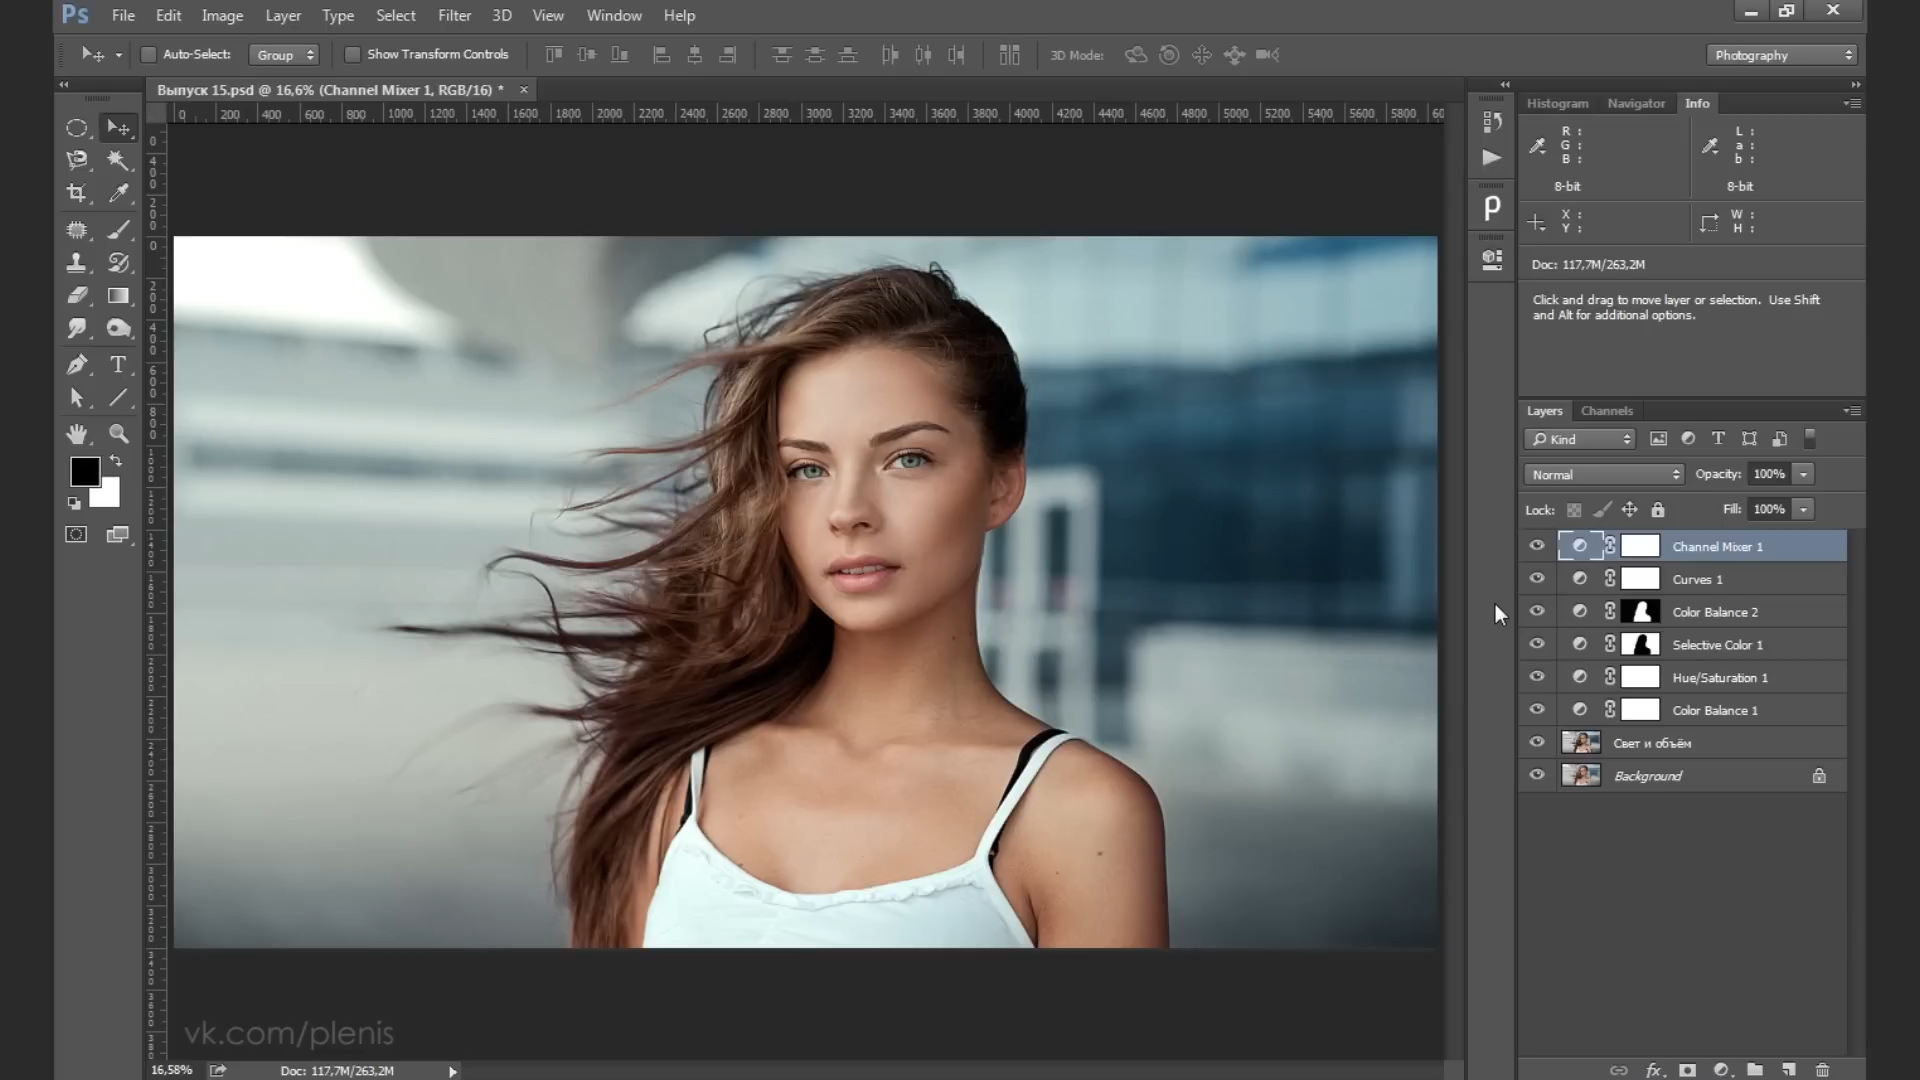 Ps File Edit Image Layer Type Select Filter 3D View Window Help
Auto-Select: Group Show Transform Controls 3D Mode: Photography
Выпуск 15.psd @ 16,6% (Channel Mixer 1, RGB/16) * ×
0 200 400 600 800 1000 1200 1400 1600 1800 2000 2200 2400 2600 2800 3000 3200 3400 3600 3800 4000 4200 4400 4600 4800 5000 5200 5400 5600 5800 60
Histogram Navigator Info
R : L :
G : a :
B : b :
8-bit 8-bit
X : W :
Y : H :
Doc: 117,7M/263,2M
Click and drag to move layer or selection. Use Shift
and Alt for additional options.
Layers Channels
Kind
Normal Opacity: 100%
Lock: Fill: 100%
Channel Mixer 1
Curves 1
Color Balance 2
Selective Color 1
Hue/Saturation 1
Color Balance 1
Свет и объём
Background
vk.com/plenis
16,58% Doc: 117,7M/263,2M
fx